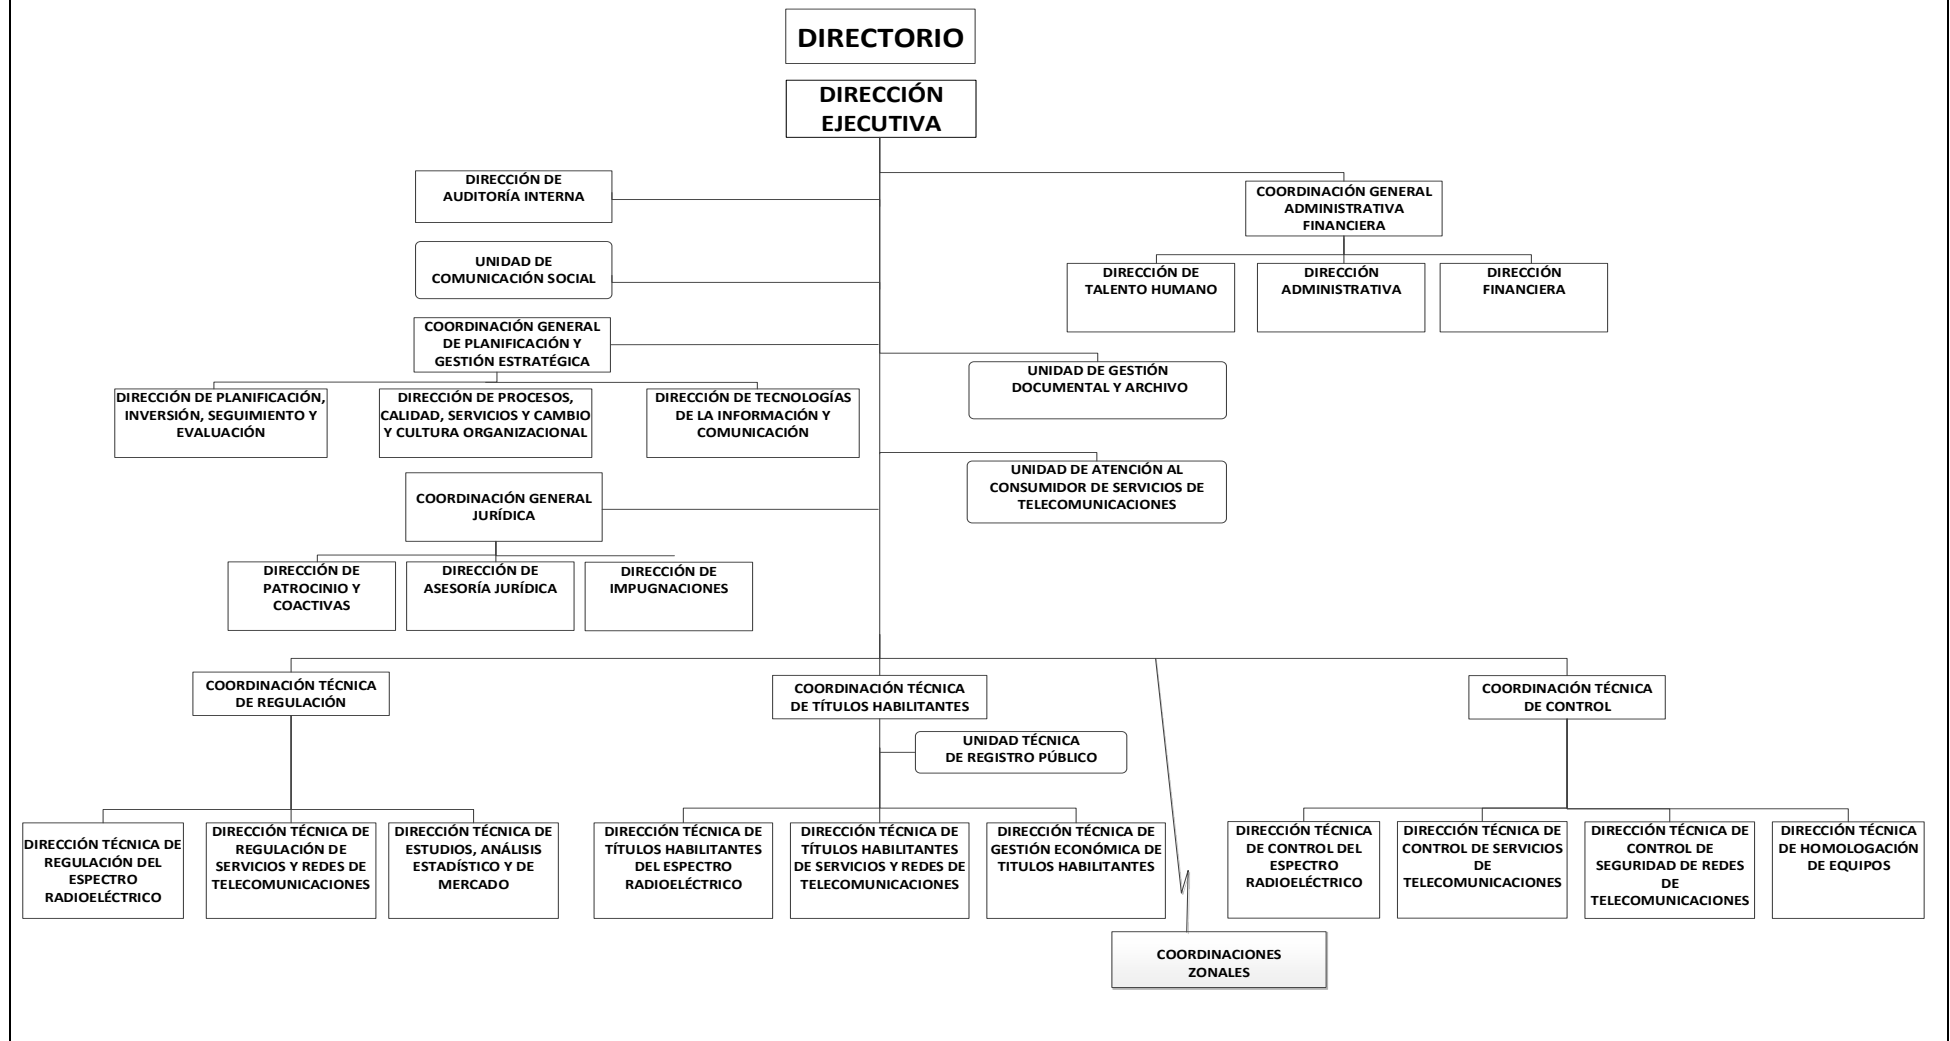 DIRECTORIO
DIRECCIÓN
EJECUTIVA
DIRECCIÓN DE
AUDITORÍA INTERNA
COORDINACIÓN GENERAL
ADMINISTRATIVA
FINANCIERA
UNIDAD DE
COMUNICACIÓN SOCIAL
DIRECCIÓN DE
TALENTO HUMANO
DIRECCIÓN
ADMINISTRATIVA
DIRECCIÓN
FINANCIERA
COORDINACIÓN GENERAL
DE PLANIFICACIÓN Y
GESTIÓN ESTRATÉGICA
UNIDAD DE GESTIÓN
DOCUMENTAL Y ARCHIVO
DIRECCIÓN DE PLANIFICACIÓN,
INVERSIÓN, SEGUIMIENTO Y
EVALUACIÓN
DIRECCIÓN DE PROCESOS,
CALIDAD, SERVICIOS Y CAMBIO
Y CULTURA ORGANIZACIONAL
DIRECCIÓN DE TECNOLOGÍAS
DE LA INFORMACIÓN Y
COMUNICACIÓN
UNIDAD DE ATENCIÓN AL
CONSUMIDOR DE SERVICIOS DE
TELECOMUNICACIONES
COORDINACIÓN GENERAL
JURÍDICA
DIRECCIÓN DE
PATROCINIO Y
COACTIVAS
DIRECCIÓN DE
ASESORÍA JURÍDICA
DIRECCIÓN DE
IMPUGNACIONES
COORDINACIÓN TÉCNICA
DE REGULACIÓN
COORDINACIÓN TÉCNICA
DE TÍTULOS HABILITANTES
COORDINACIÓN TÉCNICA
DE CONTROL
UNIDAD TÉCNICA
DE REGISTRO PÚBLICO
DIRECCIÓN TÉCNICA DE
REGULACIÓN DEL
ESPECTRO
RADIOELÉCTRICO
DIRECCIÓN TÉCNICA DE
REGULACIÓN DE
SERVICIOS Y REDES DE
TELECOMUNICACIONES
DIRECCIÓN TÉCNICA DE
ESTUDIOS, ANÁLISIS
ESTADÍSTICO Y DE
MERCADO
DIRECCIÓN TÉCNICA DE
TÍTULOS HABILITANTES
DEL ESPECTRO
RADIOELÉCTRICO
DIRECCIÓN TÉCNICA DE
TÍTULOS HABILITANTES
DE SERVICIOS Y REDES DE
TELECOMUNICACIONES
DIRECCIÓN TÉCNICA DE
GESTIÓN ECONÓMICA DE
TITULOS HABILITANTES
DIRECCIÓN TÉCNICA
DE CONTROL DEL
ESPECTRO
RADIOELÉCTRICO
DIRECCIÓN TÉCNICA DE
CONTROL DE SERVICIOS
DE
TELECOMUNICACIONES
DIRECCIÓN TÉCNICA DE
CONTROL DE
SEGURIDAD DE REDES
DE
TELECOMUNICACIONES
DIRECCIÓN TÉCNICA
DE HOMOLOGACIÓN
DE EQUIPOS
COORDINACIONES
ZONALES